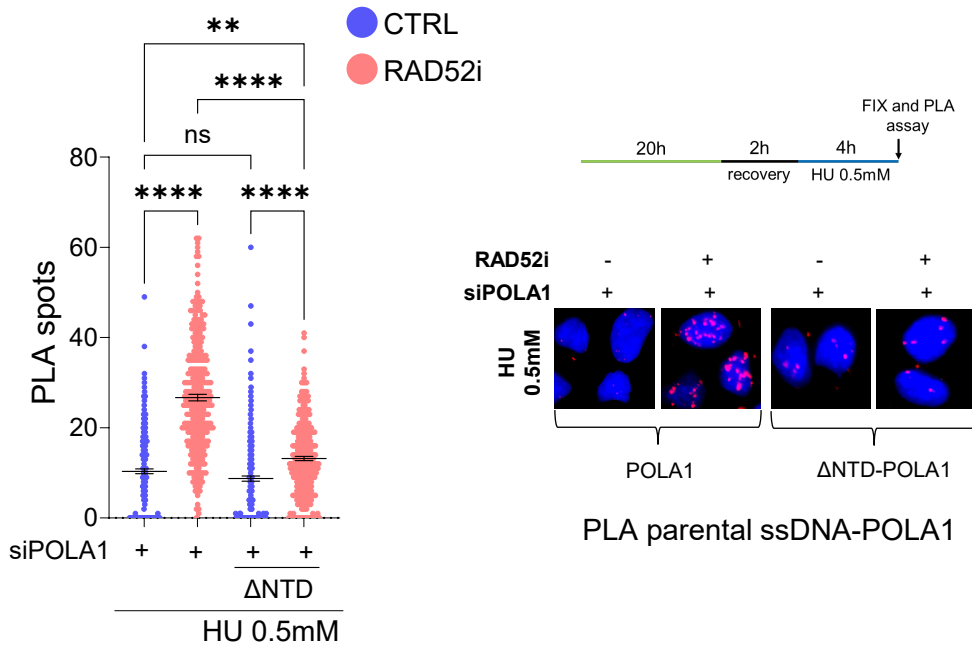 CTRL
RAD52i
**
****
ns
****
****
PLA spots
80
60
40
20
0
siPOLA1 + + + +
ΔNTD
HU 0.5mM
FIX and PLA
assay
20h 2h 4h
recovery HU 0.5mM
RAD52i - + - +
siPOLA1 + + + +
HU
0.5mM
POLA1 ΔNTD-POLA1
PLA parental ssDNA-POLA1